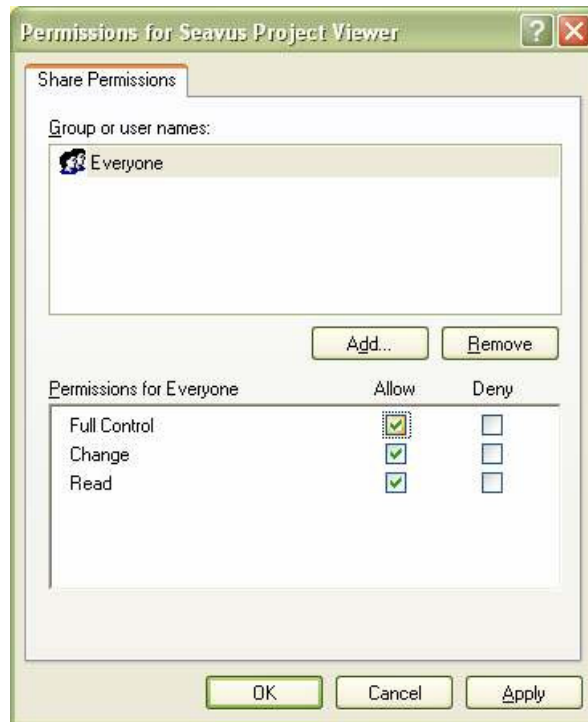 Permissions for Seavus Project Viewer
Share Permissions
Group or user names:
Everyone
Add... Remove
Permissions for Everyone Allow Deny
Full Control
Change
Read
OK Cancel Apply